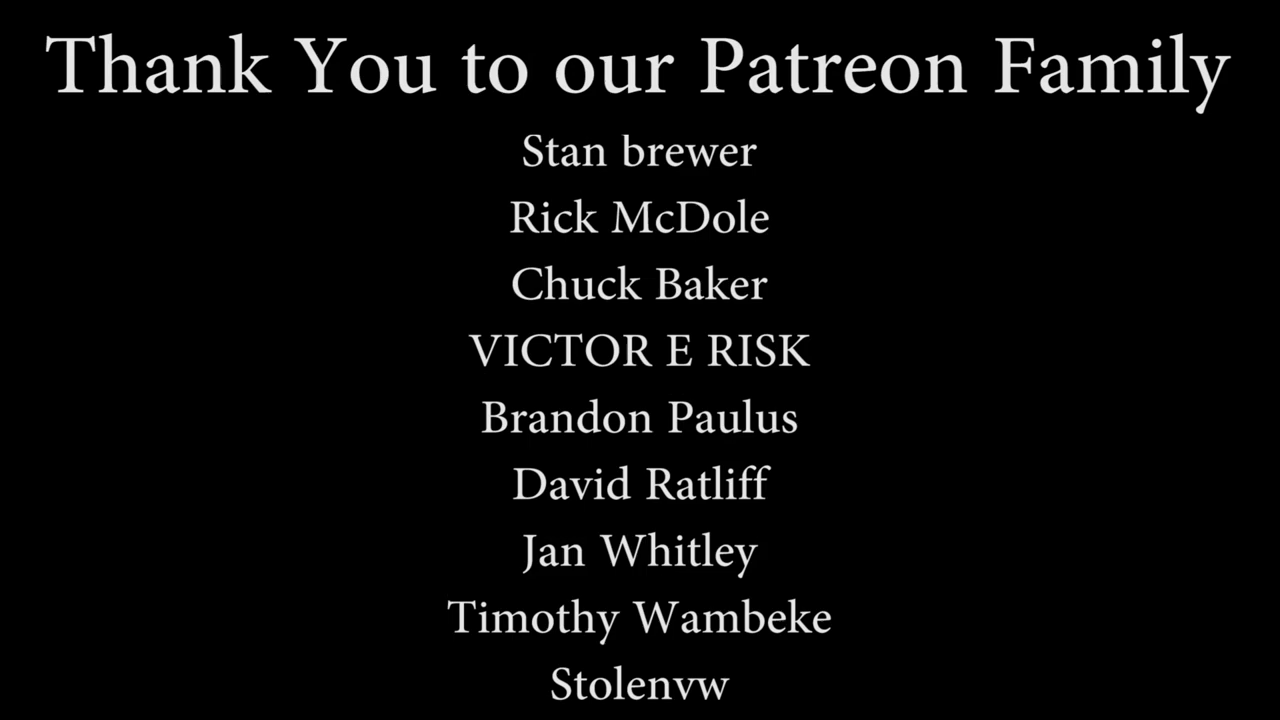 Thank You to our Patreon Family
Stan brewer
Rick McDole
Chuck Baker
VICTOR E RISK
Brandon Paulus
David Ratliff
Jan Whitley
Timothy Wambeke
Stolenvw